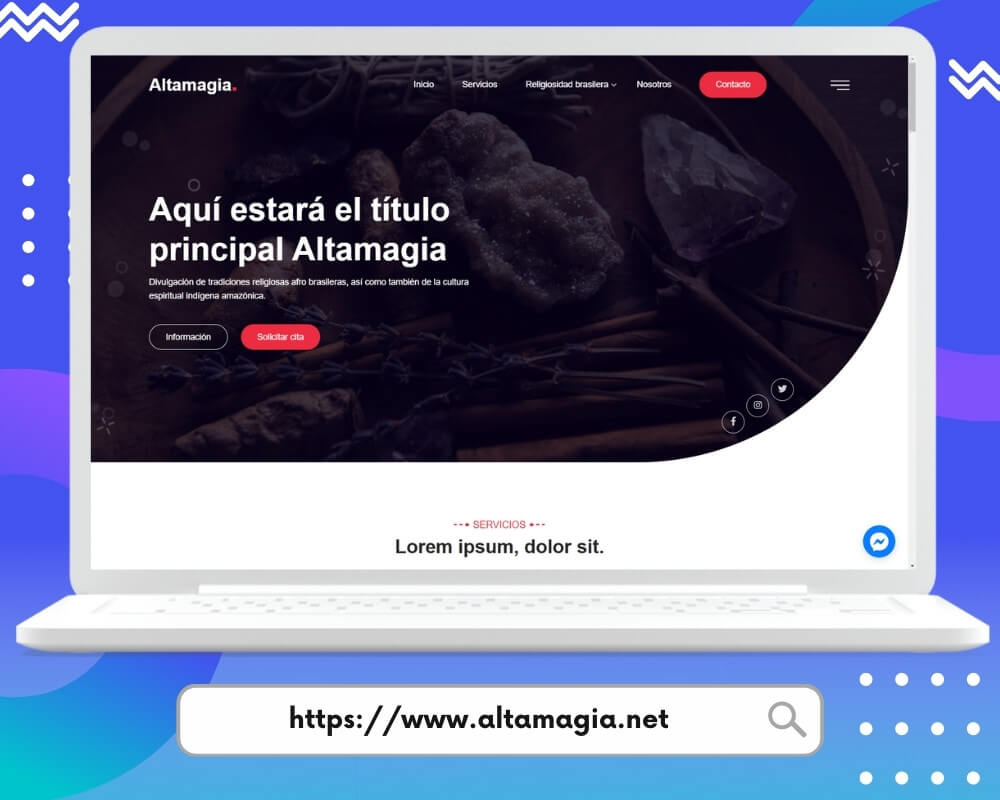 Altamagia.
Inicio
Servicios
Religiosidad brasilera
Nosotros
Contacto
Aquí estará el título
principal Altamagia
Divulgación de tradiciones religiosas afro brasileras, así como también de la cultura
espiritual indígena amazónica.
Información
Solicitar cita
SERVICIOS
Lorem ipsum, dolor sit.
https://www.altamagia.net